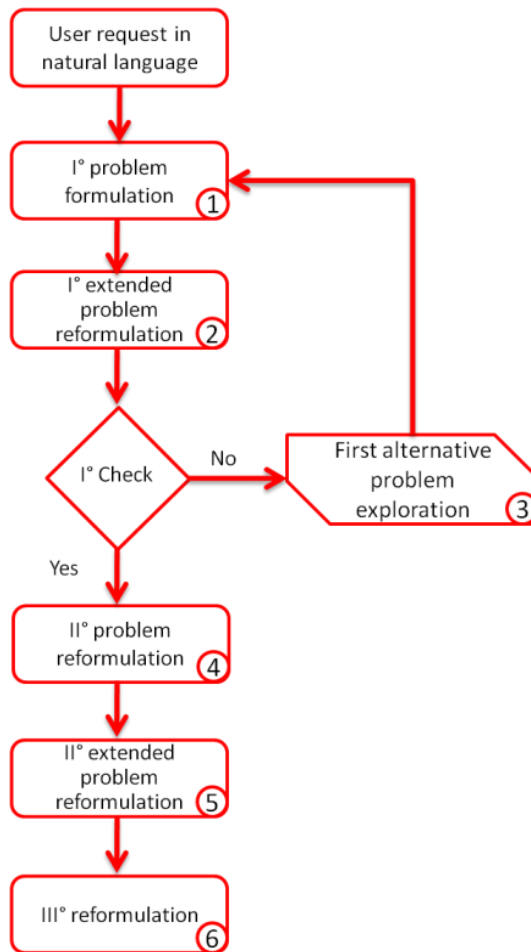 User request in
natural language
I° problem
formulation
1
I° extended
problem
reformulation
2
I° Check
No
First alternative
problem
exploration
3
Yes
II° problem
reformulation
4
II° extended
problem
reformulation
5
III° reformulation
6